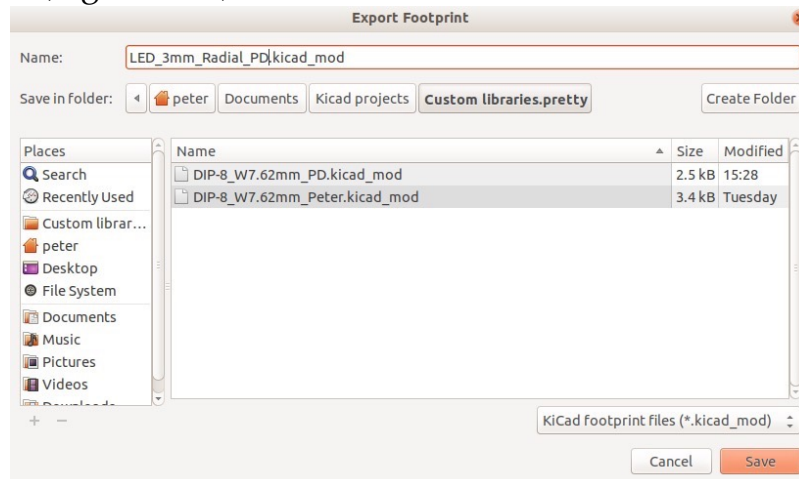 Export Footprint
Name: LED_3mm_Radial_PD.kicad_mod
Save in folder: peter Documents Kicad projects Custom libraries.pretty Create Folder
Places Name Size Modified
Search DIP-8_W7.62mm_PD.kicad_mod 2.5 kB 15:28
Recently Used DIP-8_W7.62mm_Peter.kicad_mod 3.4 kB Tuesday
Custom librar...
peter
Desktop
File System
Documents
Music
Pictures
Videos
KiCad footprint files (*.kicad_mod)
Cancel Save